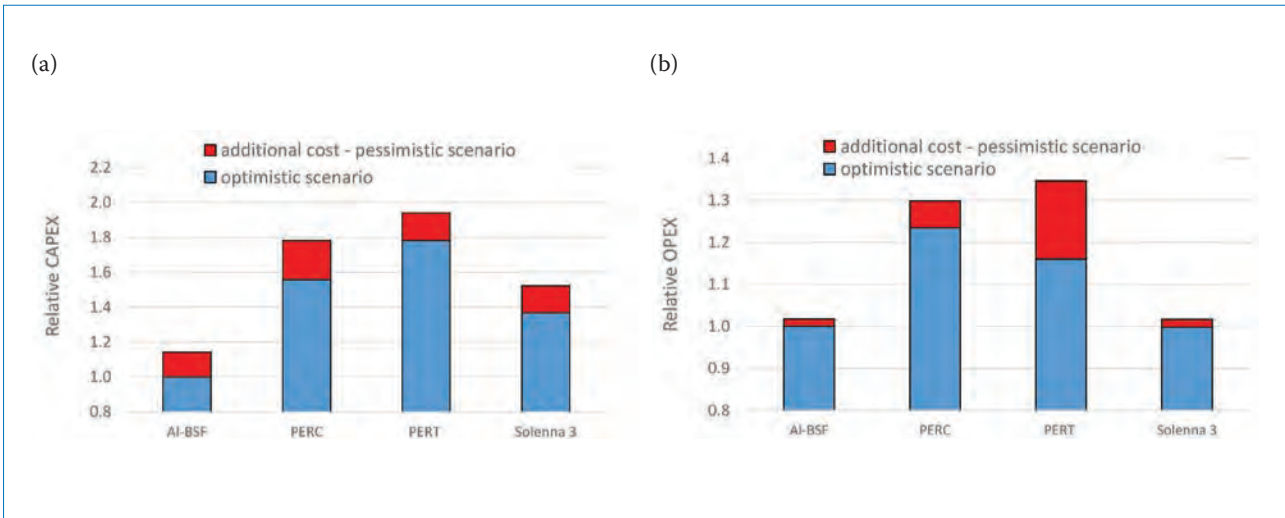 (a)
additional cost - pessimistic scenario
optimistic scenario
Relative CAPEX
2.2
2.0
1.8
1.6
1.4
1.2
1.0
0.8
Al-BSF PERC PERT Solenna 3
(b)
additional cost - pessimistic scenario
optimistic scenario
Relative OPEX
1.4
1.3
1.2
1.1
1.0
0.9
0.8
Al-BSF PERC PERT Solenna 3